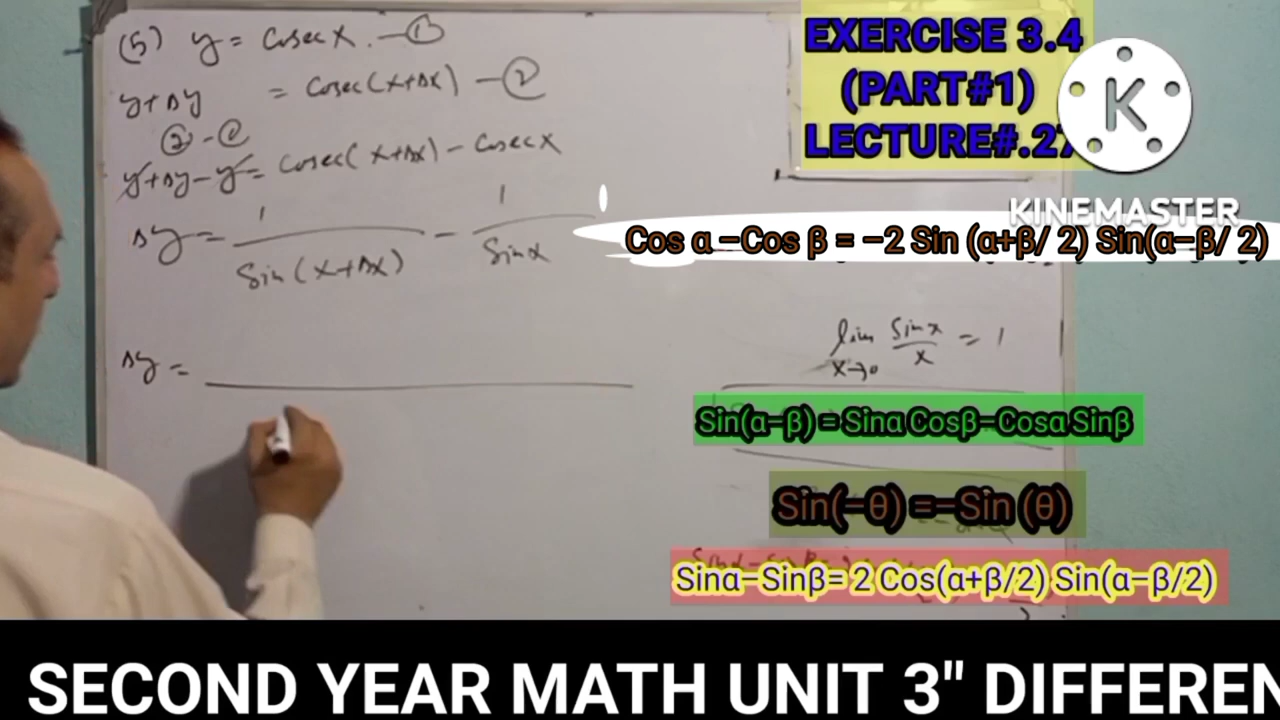 (5) y = Cosec x. — ①
y + Δy = Cosec(x+Δx) — ②
② - ①
y+Δy-y = Cosec(x+Δx) - Cosec x
Δy = 1/Sin(x+Δx) - 1/Sin x
Δy =
EXERCISE 3.4
(PART#1)
LECTURE#.27
K
KINEMASTER
Cos α −Cos β = −2 Sin (α+β/ 2) Sin(α−β/ 2)
lim x→0 Sin x/x = 1
Sin(α−β) = Sinα Cosβ−Cosα Sinβ
Sin(−θ) =−Sin (θ)
Sinα−Sinβ= 2 Cos(α+β/2) Sin(α−β/2)
SECOND YEAR MATH UNIT 3" DIFFEREN